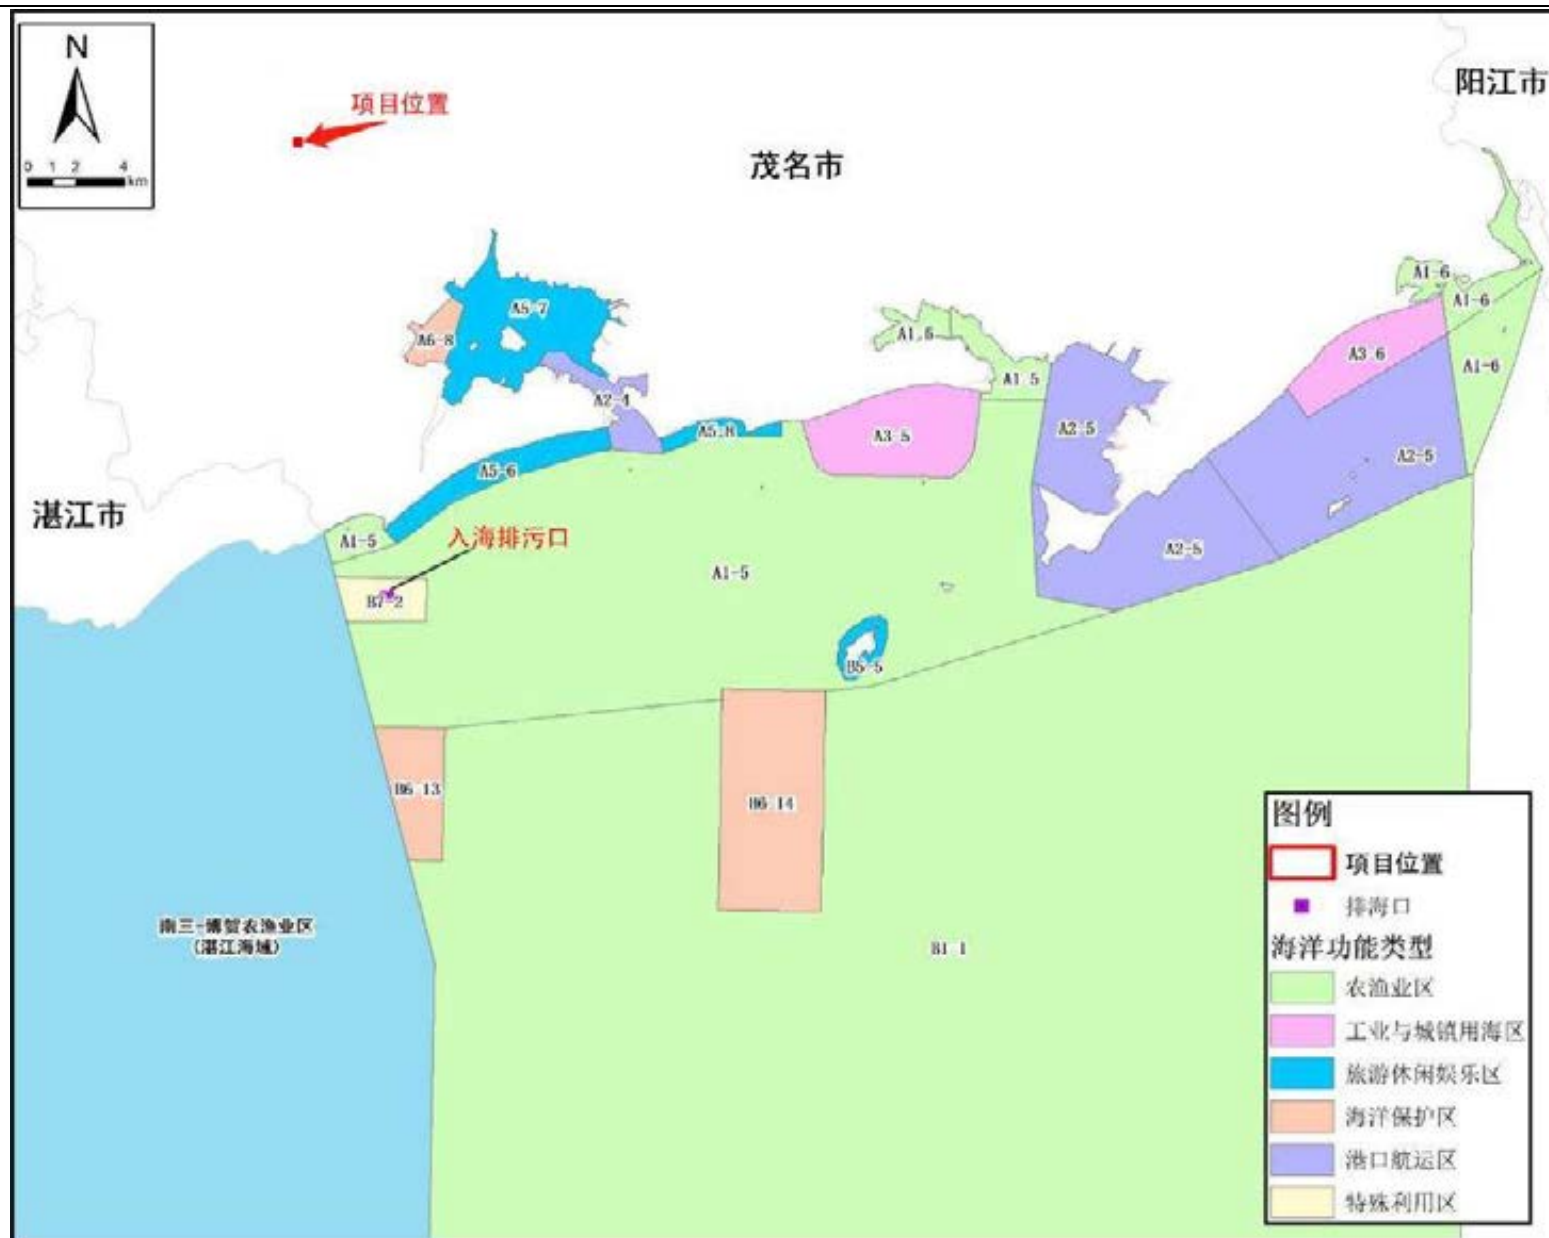 N
0 1 2 4
km
项目位置
茂名市
阳江市
A1-6
A1-6
A5-7
A6-8
A1-5
A3-6
A1-6
A1-5
A2-4
A5-8
A3-5
A2-5
A2-5
A5-6
湛江市
入海排污口
A1-5
A2-5
A1-5
B7-2
B5-5
B6-13
B6-14
南三-博贺农渔业区
(湛江海域)
B1-1
图例
项目位置
排海口
海洋功能类型
农渔业区
工业与城镇用海区
旅游休闲娱乐区
海洋保护区
港口航运区
特殊利用区